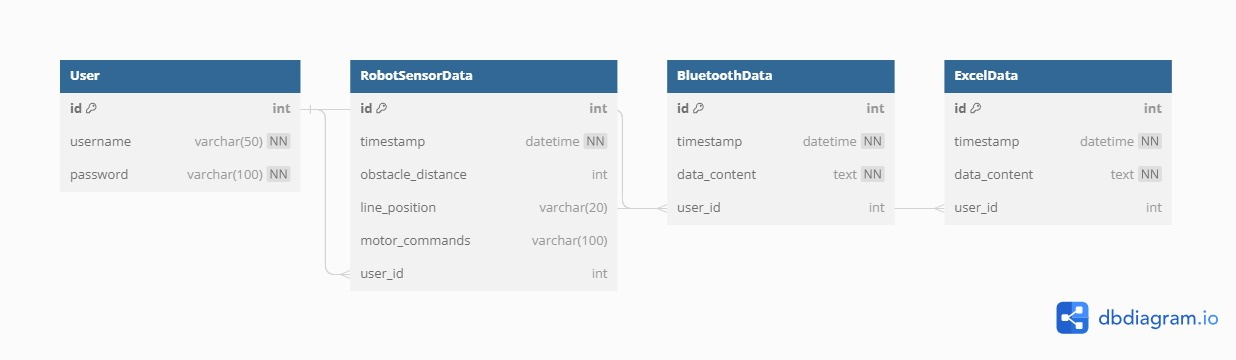 User
id int
username varchar(50) NN
password varchar(100) NN
RobotSensorData
id int
timestamp datetime NN
obstacle_distance int
line_position varchar(20)
motor_commands varchar(100)
user_id int
BluetoothData
id int
timestamp datetime NN
data_content text NN
user_id int
ExcelData
id int
timestamp datetime NN
data_content text NN
user_id int
dbdiagram.io